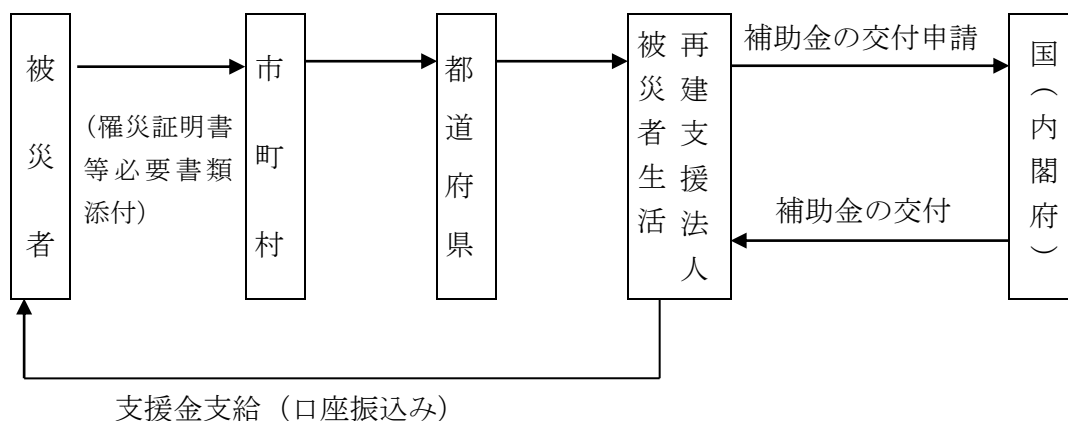 被災者
（罹災証明書
等必要書類
添付）
市町村
都道府県
被災者生活
再建支援法人
補助金の交付申請
補助金の交付
国（内閣府）
支援金支給（口座振込み）